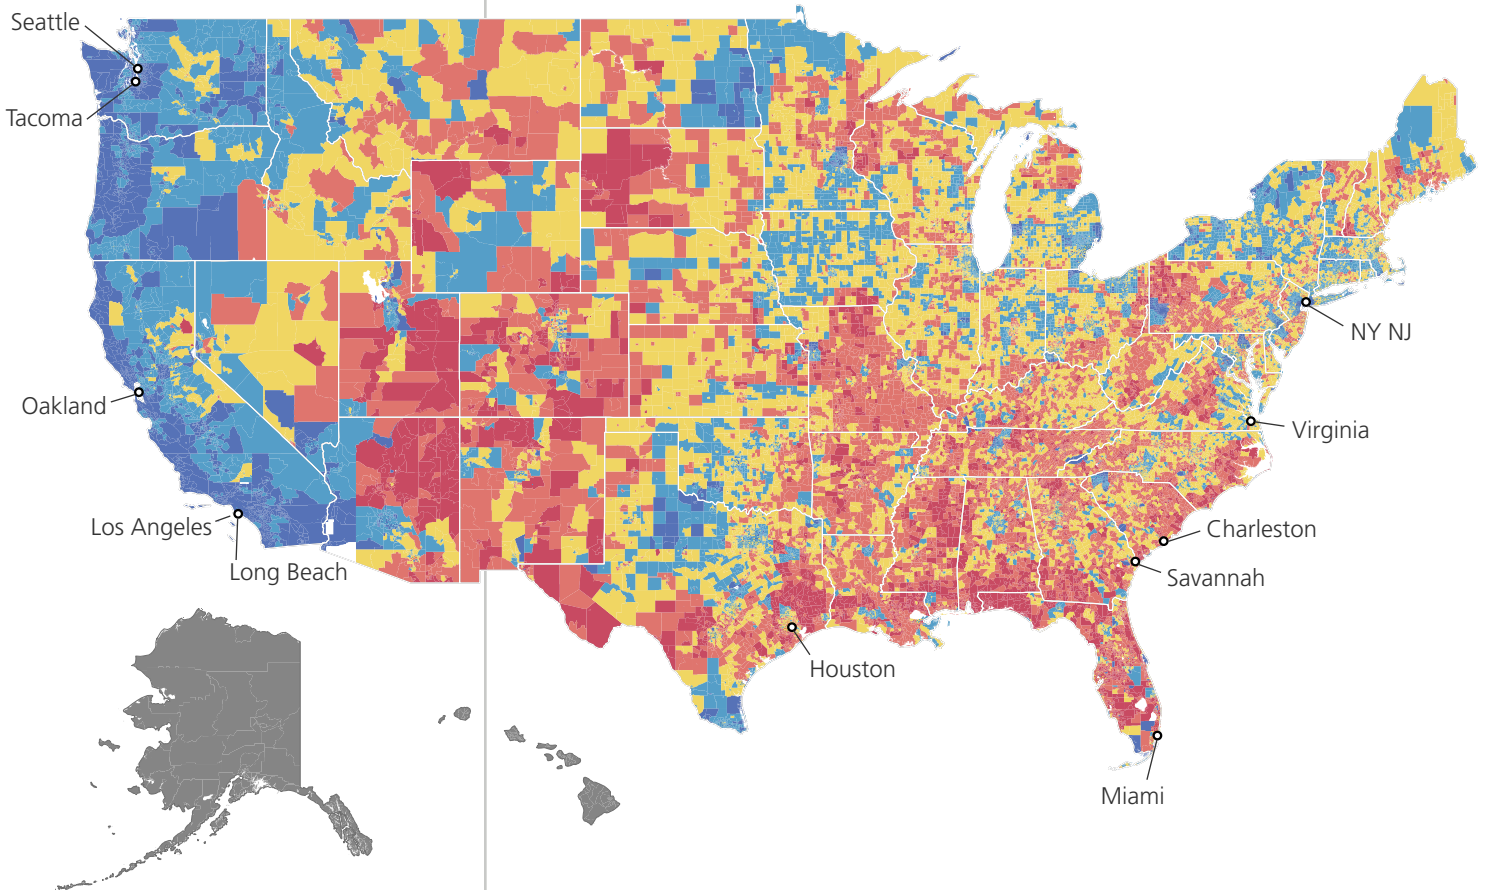 Seattle
Tacoma
NY NJ
Oakland
Virginia
Los Angeles
Charleston
Long Beach
Savannah
Houston
Miami